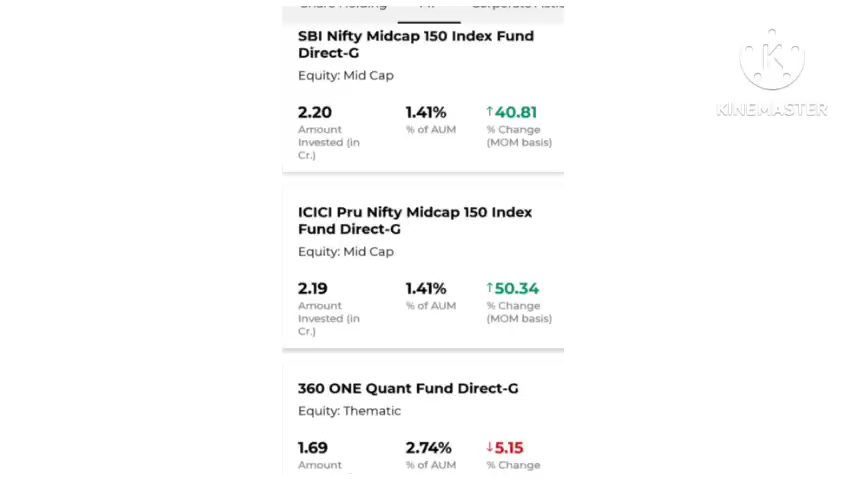 SBI Nifty Midcap 150 Index Fund
Direct-G
Equity: Mid Cap
2.20 1.41% ↑40.81
Amount % of AUM % Change
Invested (in (MOM basis)
Cr.)
ICICI Pru Nifty Midcap 150 Index
Fund Direct-G
Equity: Mid Cap
2.19 1.41% ↑50.34
Amount % of AUM % Change
Invested (in (MOM basis)
Cr.)
360 ONE Quant Fund Direct-G
Equity: Thematic
1.69 2.74% ↓5.15
Amount % of AUM % Change
K
KINEMASTER